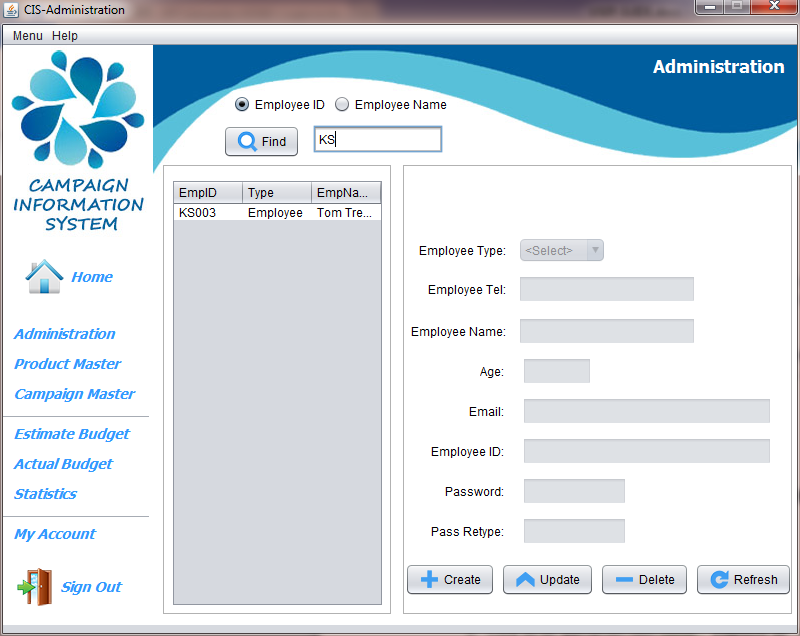 CIS-Administration
Menu Help
Administration
Employee ID Employee Name
Find KS
CAMPAIGN
INFORMATION
SYSTEM
Home
Administration
Product Master
Campaign Master
Estimate Budget
Actual Budget
Statistics
My Account
Sign Out
EmpID Type EmpNa...
KS003 Employee Tom Tre...
Employee Type: <Select>
Employee Tel:
Employee Name:
Age:
Email:
Employee ID:
Password:
Pass Retype:
Create Update Delete Refresh